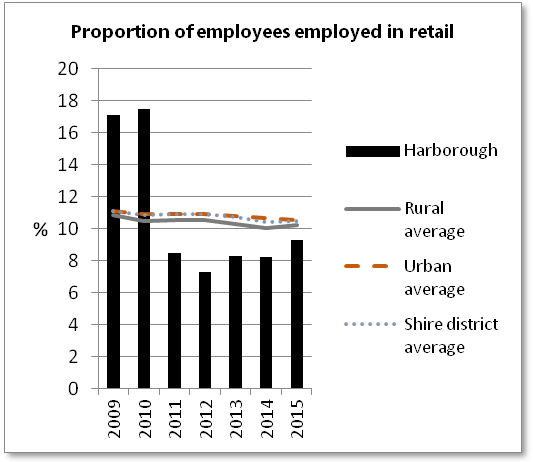 Proportion of employees employed in retail
20
18
16
14
12
10
8
6
4
2
0
%
2009
2010
2011
2012
2013
2014
2015
Harborough
Rural
average
Urban
average
Shire district
average